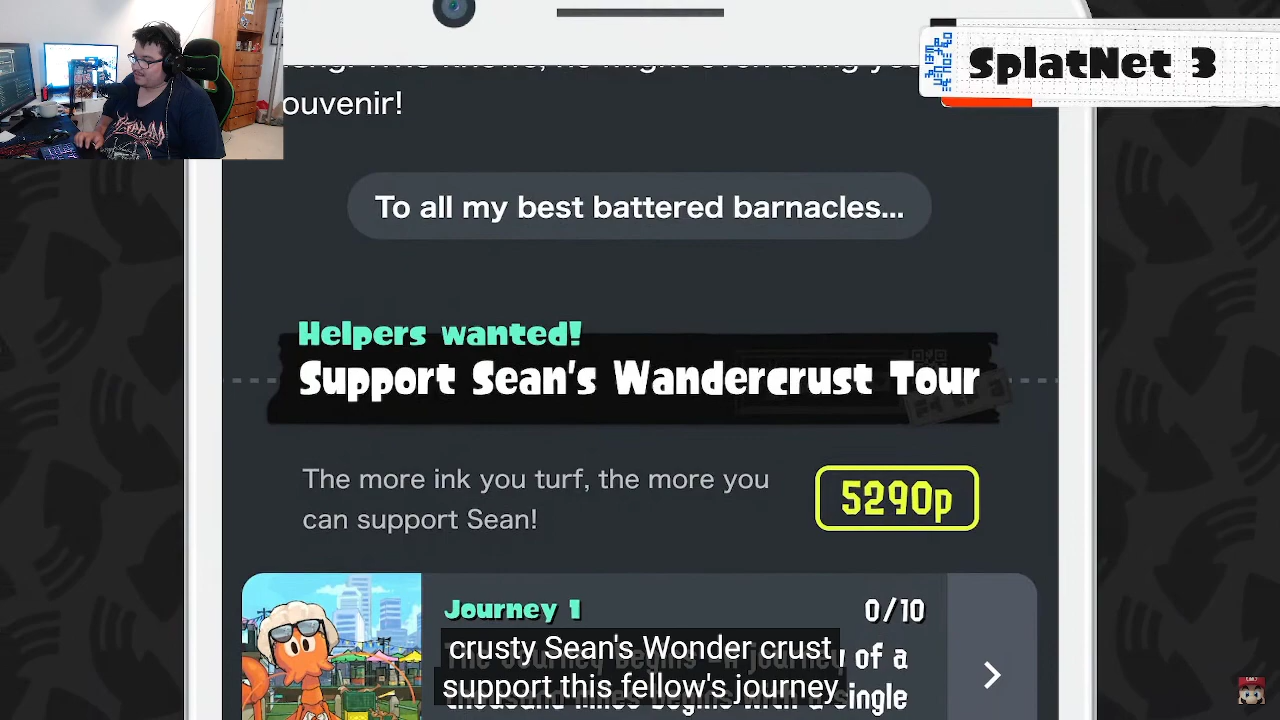 SplatNet 3
ouvenir!
To all my best battered barnacles...
Helpers wanted!
Support Sean's Wandercrust Tour
The more ink you turf, the more you
can support Sean!
5290p
Journey 1
0/10
crusty Sean's Wonder crust
of a
support this fellow's journey
ingle